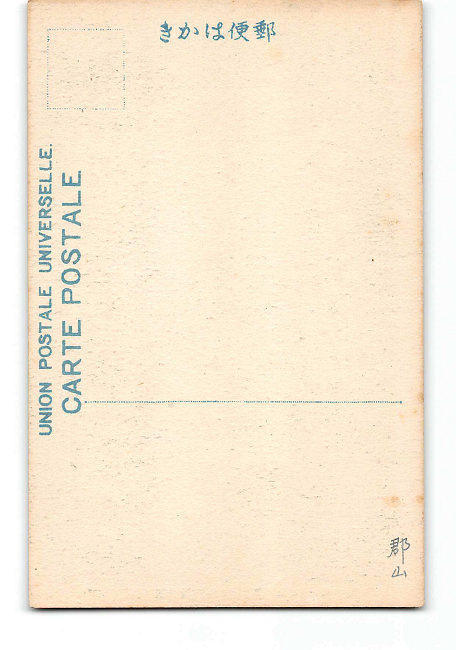 きかは便郵
UNION POSTALE UNIVERSELLE.
CARTE POSTALE
郡山